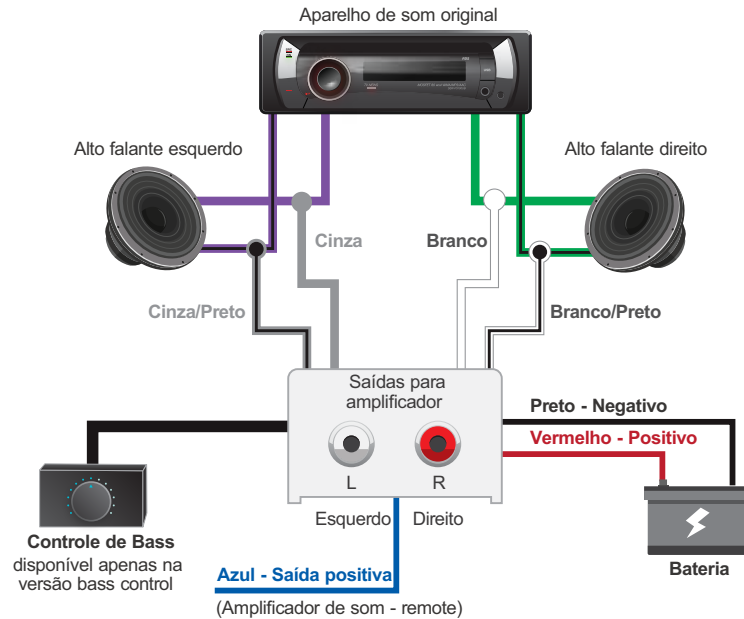 Aparelho de som original
Alto falante esquerdo
Alto falante direito
Cinza
Branco
Cinza/Preto
Branco/Preto
Saídas para
amplificador
L
R
Preto - Negativo
Vermelho - Positivo
Esquerdo
Direito
Controle de Bass
disponível apenas na
versão bass control
Bateria
Azul - Saída positiva
(Amplificador de som - remote)